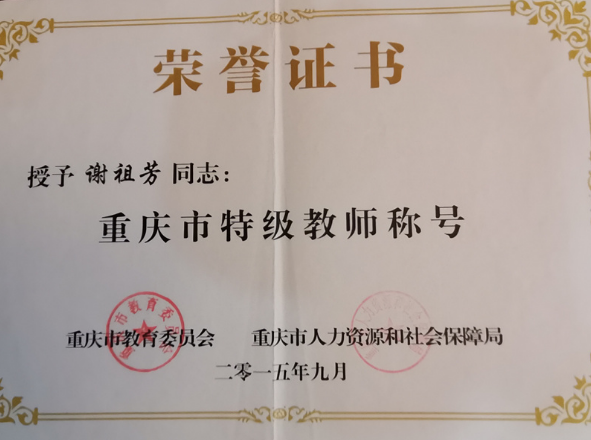 荣誉证书
授予 谢祖芳 同志：
重庆市特级教师称号
重庆市教育委员会 重庆市人力资源和社会保障局
二零一五年九月